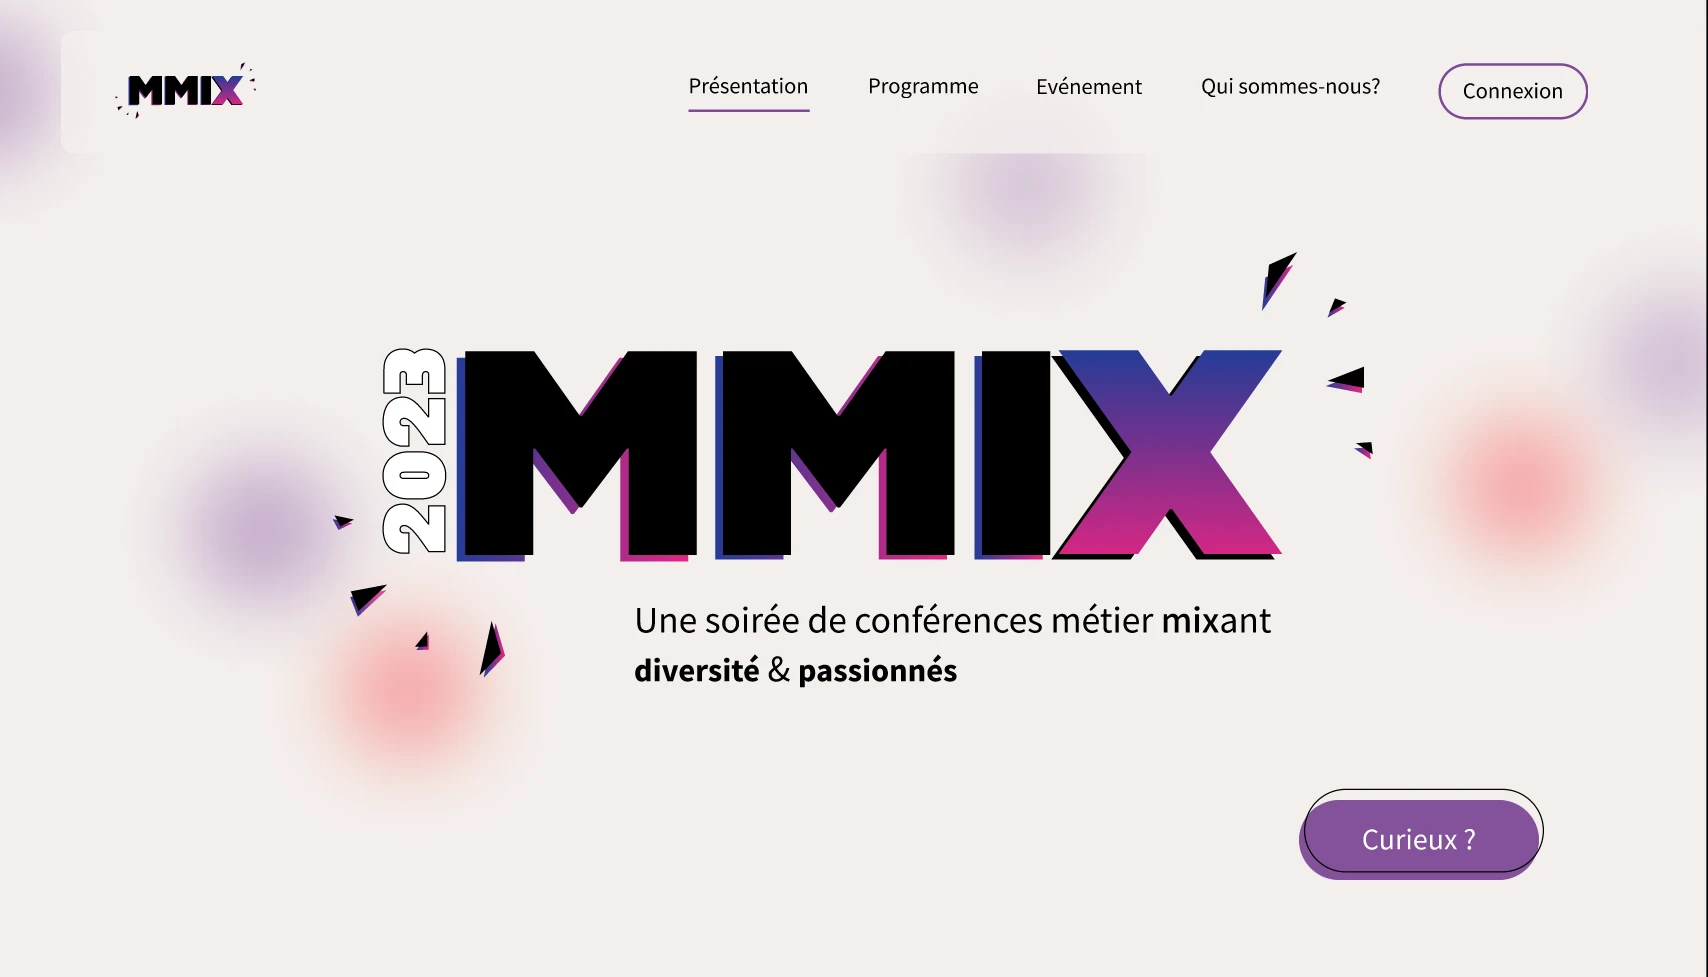 MMIX
Présentation
Programme
Evénement
Qui sommes-nous?
Connexion
2023
MMIX
Une soirée de conférences métier mixant
diversité & passionnés
Curieux ?